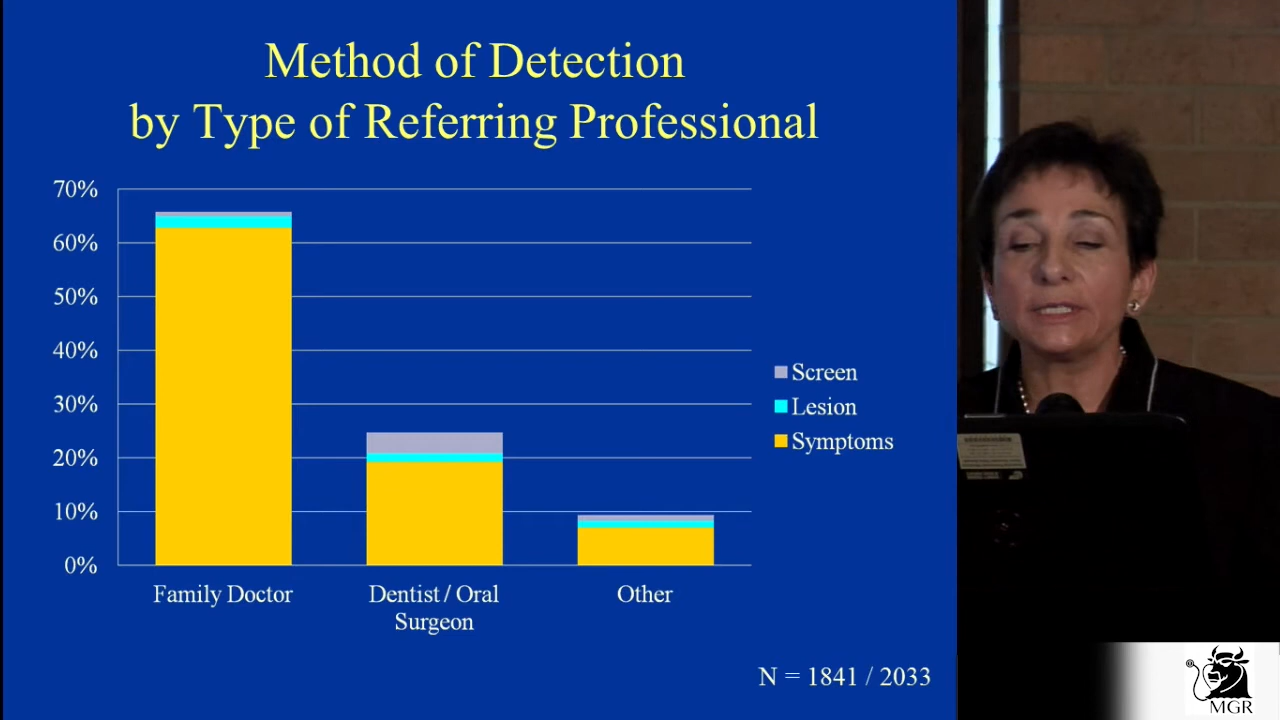 Method of Detection
by Type of Referring Professional
70%
60%
50%
40%
30%
20%
10%
0%
Screen
Lesion
Symptoms
Family Doctor
Dentist / Oral
Surgeon
Other
N = 1841 / 2033
MGR